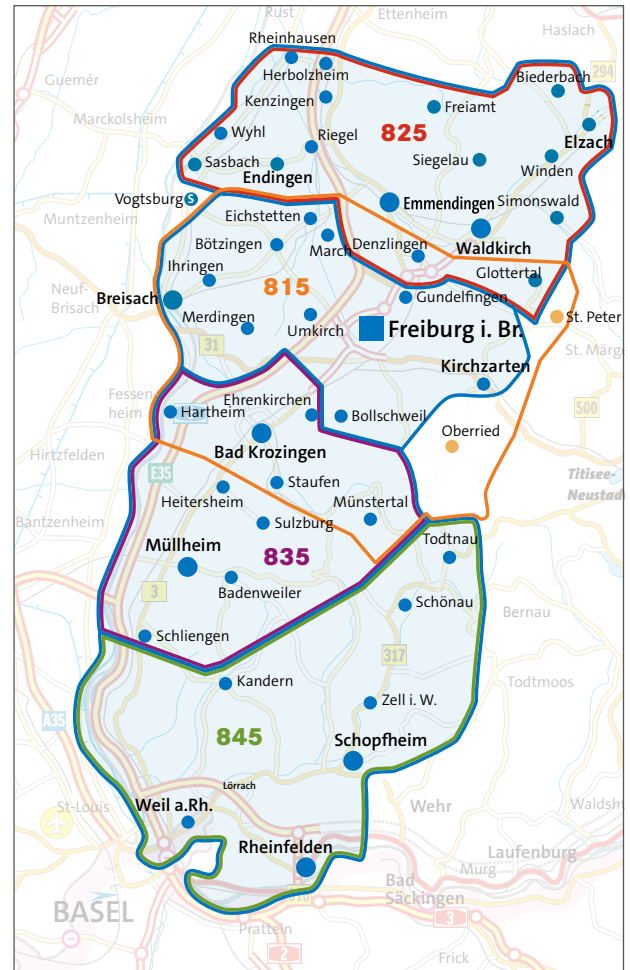 Rust
Ettenheim
Haslach
Rheinhausen
Herbolzheim
Biederbach
294
Guemér
Kenzingen
Freiamt
Marckolsheim
Wyhl
Riegel
825
Elzach
Sasbach
Endingen
Siegelau
Winden
Vogtsburg S
Emmendingen
Simonswald
Muntzenheim
Eichstetten
Bötzingen
March
Denzlingen
Waldkirch
Ihringen
Glottertal
Neuf-
Brisach
Breisach
815
Gundelfingen
Merdingen
Umkirch
Freiburg i. Br.
St. Peter
31
St. Märge
Kirchzarten
Fessen
heim
Ehrenkirchen
Hartheim
Bollschweil
500
Oberried
Bad Krozingen
Hirtzfelden
E35
Staufen
Titisee-
Neustad
Heitersheim
Münstertal
Bantzenheim
Sulzburg
Todtnau
Müllheim
835
3
Badenweiler
Schönau
Bernau
Schliengen
317
Kandern
Todtmoos
Zell i. W.
A35
845
Schopfheim
Lörrach
St-Louis
Weil a.Rh.
Wehr
Waldshu
Rheinfelden
Laufenburg
Murg
Bad
Säckingen
BASEL
3
Pratteln
2
Frick